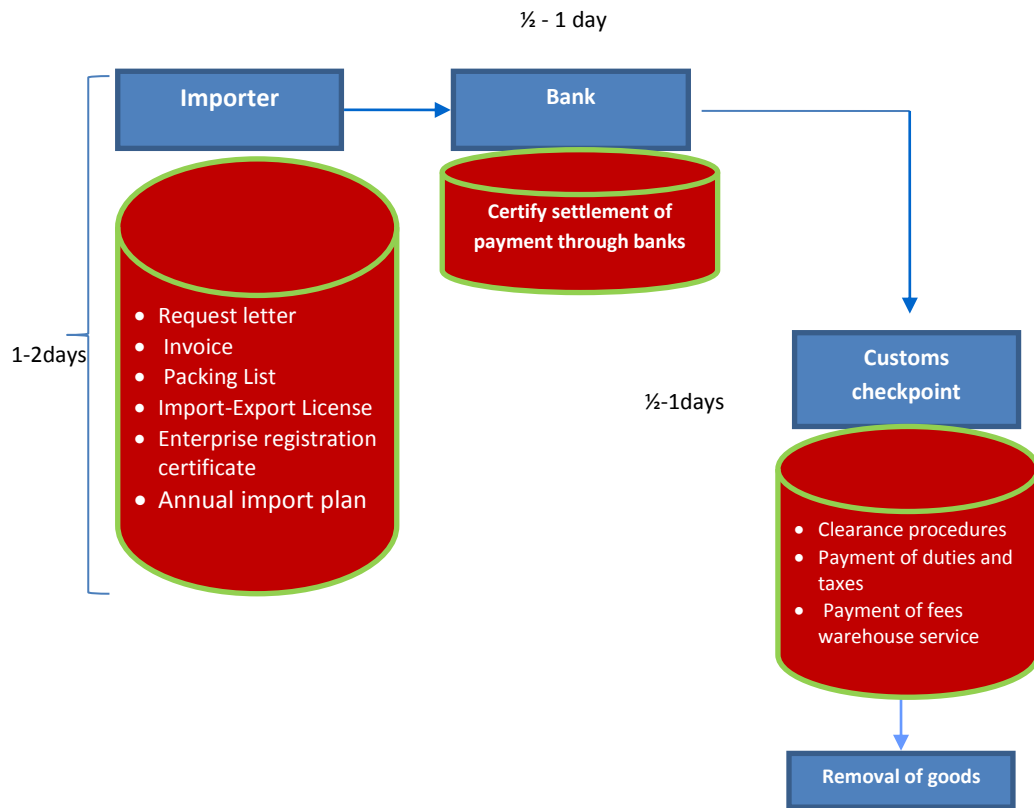 ½ - 1 day
Importer
Bank
Certify settlement of
payment through banks
• Request letter
• Invoice
• Packing List
• Import-Export License
• Enterprise registration
certificate
• Annual import plan
1-2days
½-1days
Customs
checkpoint
• Clearance procedures
• Payment of duties and
taxes
• Payment of fees
warehouse service
Removal of goods